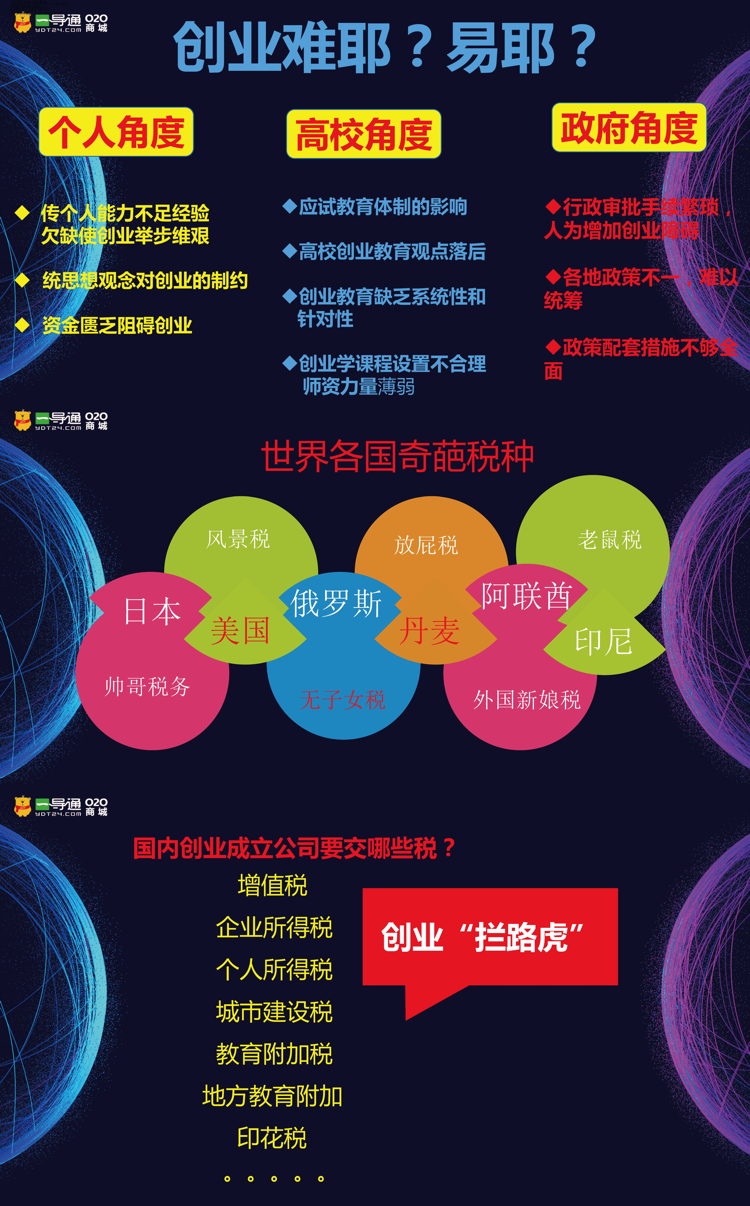 一导通 O2O
YDT24.COM 商城
创业难耶？易耶？
个人角度
◆ 传个人能力不足经验
欠缺使创业举步维艰
◆ 统思想观念对创业的制约
◆ 资金匮乏阻碍创业
高校角度
◆应试教育体制的影响
◆高校创业教育观点落后
◆创业教育缺乏系统性和
针对性
◆创业学课程设置不合理
师资力量薄弱
政府角度
◆行政审批手续繁琐，
人为增加创业障碍
◆各地政策不一，难以
统筹
◆政策配套措施不够全
面
一导通 O2O
YDT24.COM 商城
世界各国奇葩税种
风景税
放屁税
老鼠税
日本
美国
俄罗斯
丹麦
阿联酋
印尼
帅哥税务
无子女税
外国新娘税
一导通 O2O
YDT24.COM 商城
国内创业成立公司要交哪些税？
增值税
企业所得税
个人所得税
城市建设税
教育附加税
地方教育附加
印花税
。。。。。
创业“拦路虎”